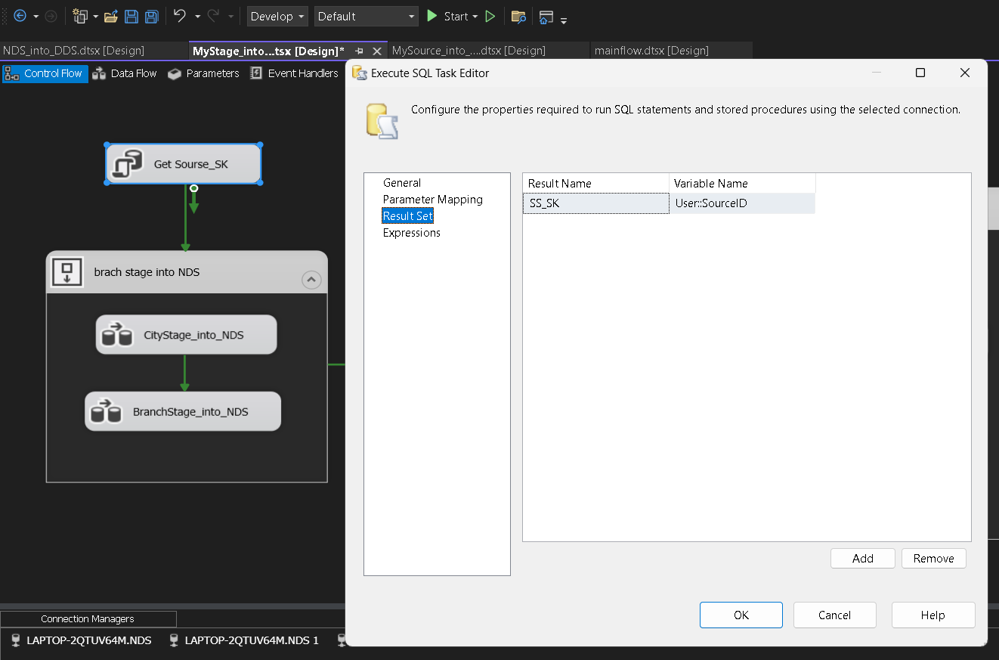 Develop
Default
Start
NDS_into_DDS.dtsx [Design]
MyStage_into...tsx [Design]*
MySource_into_....dtsx [Design]
mainflow.dtsx [Design]
Control Flow
Data Flow
Parameters
Event Handlers
Execute SQL Task Editor
Configure the properties required to run SQL statements and stored procedures using the selected connection.
Get Sourse_SK
brach stage into NDS
CityStage_into_NDS
BranchStage_into_NDS
General
Parameter Mapping
Result Set
Expressions
Result Name
Variable Name
SS_SK
User::SourceID
Add
Remove
OK
Cancel
Help
Connection Managers
LAPTOP-2QTUV64M.NDS
LAPTOP-2QTUV64M.NDS 1